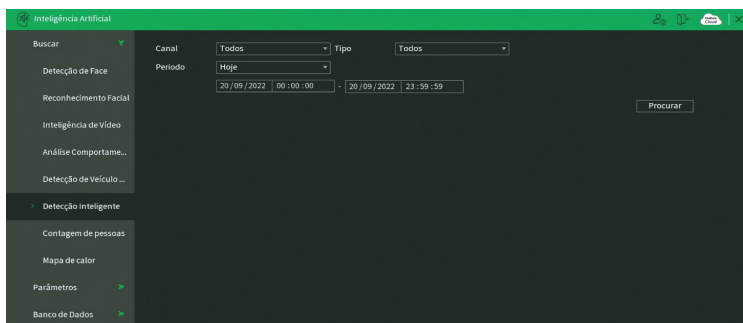 Inteligência Artificial
Buscar
Detecção de Face
Reconhecimento Facial
Inteligência de Vídeo
Análise Comportame...
Detecção de Veículo ...
Detecção Inteligente
Contagem de pessoas
Mapa de calor
Parâmetros
Banco de Dados
Canal Todos Tipo Todos
Período Hoje
20/09/2022 00:00:00 - 20/09/2022 23:59:59
Procurar
Cloud